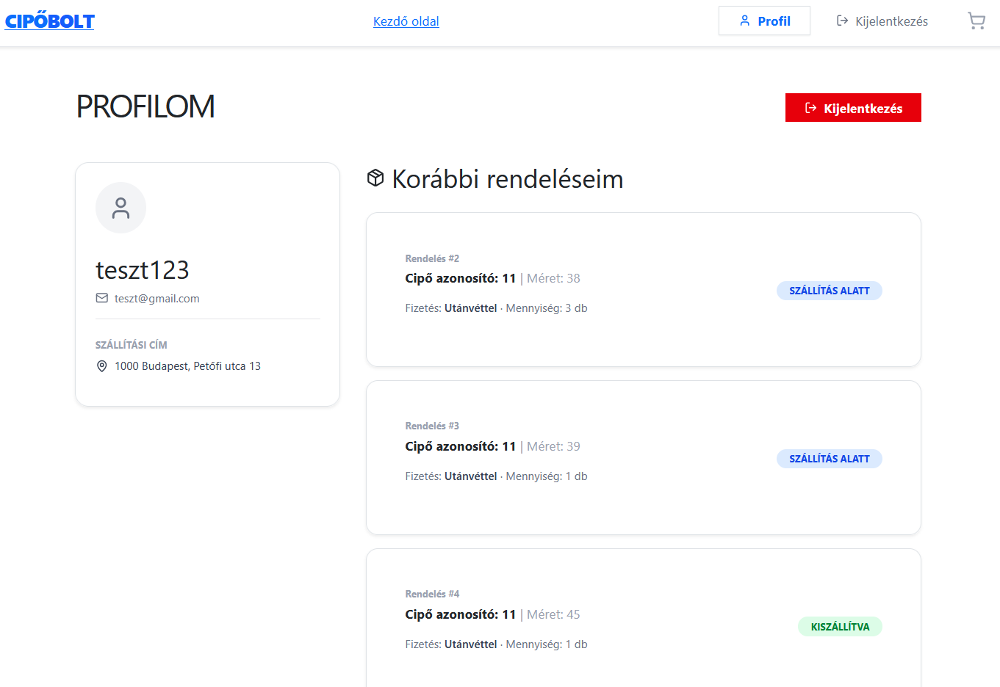 CIPŐBOLT
Kezdő oldal
Profil
Kijelentkezés
PROFILOM
Kijelentkezés
teszt123
teszt@gmail.com
SZÁLLÍTÁSI CÍM
1000 Budapest, Petőfi utca 13
Korábbi rendeléseim
Rendelés #2
Cipő azonosító: 11 | Méret: 38
Fizetés: Utánvéttel · Mennyiség: 3 db
SZÁLLÍTÁS ALATT
Rendelés #3
Cipő azonosító: 11 | Méret: 39
Fizetés: Utánvéttel · Mennyiség: 1 db
SZÁLLÍTÁS ALATT
Rendelés #4
Cipő azonosító: 11 | Méret: 45
Fizetés: Utánvéttel · Mennyiség: 1 db
KISZÁLLÍTVA